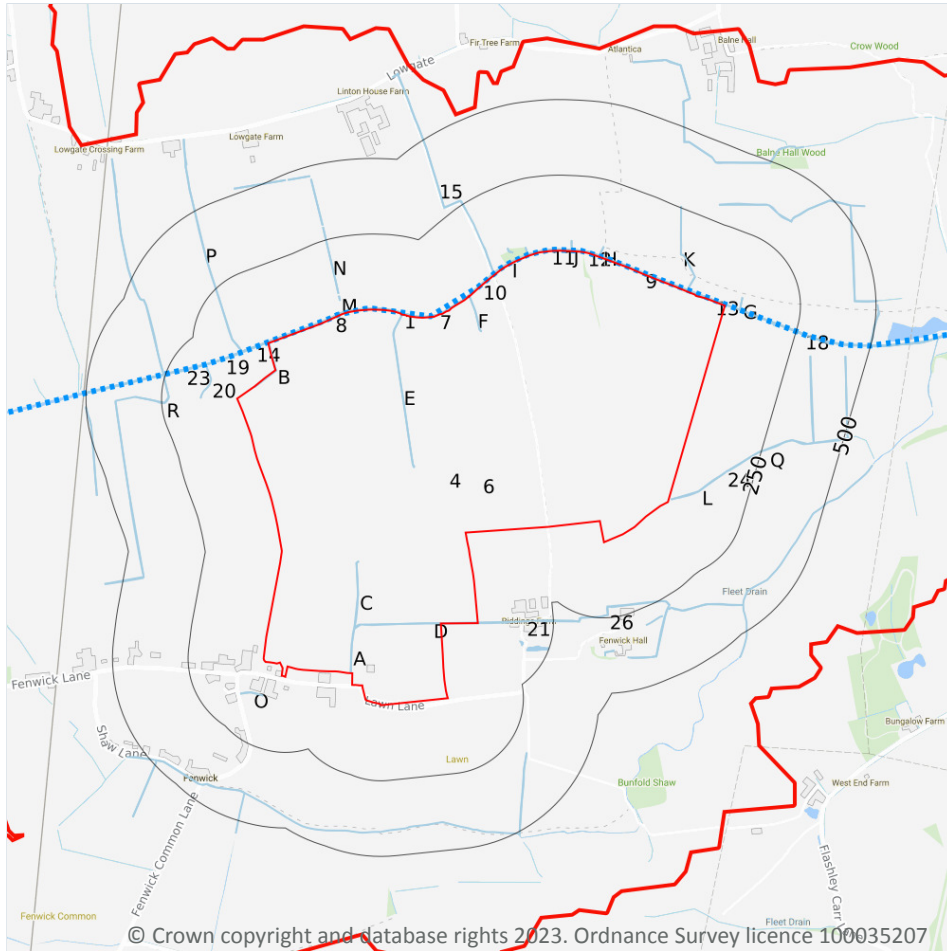 Fir Tree Farm
Balne Hall
Atlantica
Crow Wood
Lowgate
Linton House Farm
Lowgate Farm
Lowgate Crossing Farm
Balne Hall Wood
15
P
N
I
11
J
12
H
K
9
10
M
8
1
7
F
13
G
18
14
19
23
20
B
R
E
500
4
6
24
250
Q
L
C
Fleet Drain
D
21
26
Fenwick Hall
A
Fenwick Lane
O
Lawn Lane
Shaw Lane
Bungalow Farm
Lawn
Fenwick
Bunfold Shaw
West End Farm
Fenwick Common Lane
Fenwick Common
Fleet Drain
© Crown copyright and database rights 2023. Ordnance Survey licence 100035207